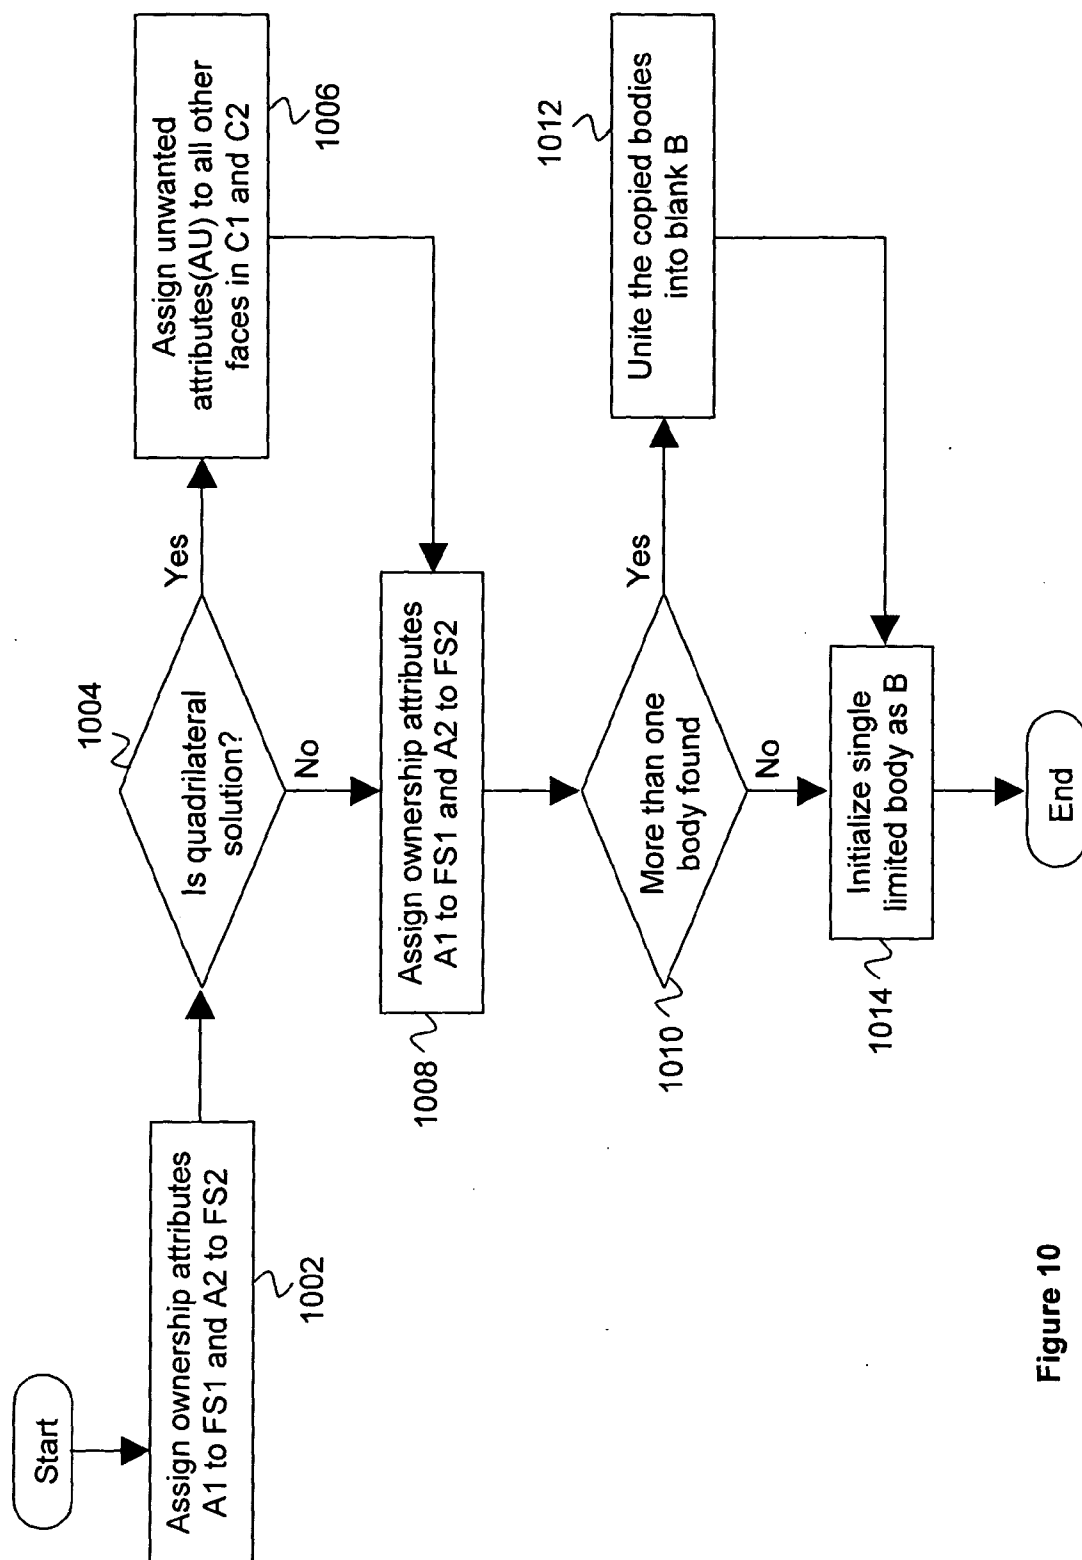 Start
Assign ownership attributes
A1 to FS1 and A2 to FS2
1002
Is quadrilateral
solution?
1004
Yes
No
Assign unwanted
attributes(AU) to all other
faces in C1 and C2
1006
Assign ownership attributes
A1 to FS1 and A2 to FS2
1008
More than one
body found
1010
Yes
No
Unite the copied bodies
into blank B
1012
Initialize single
limited body as B
1014
End
Figure 10